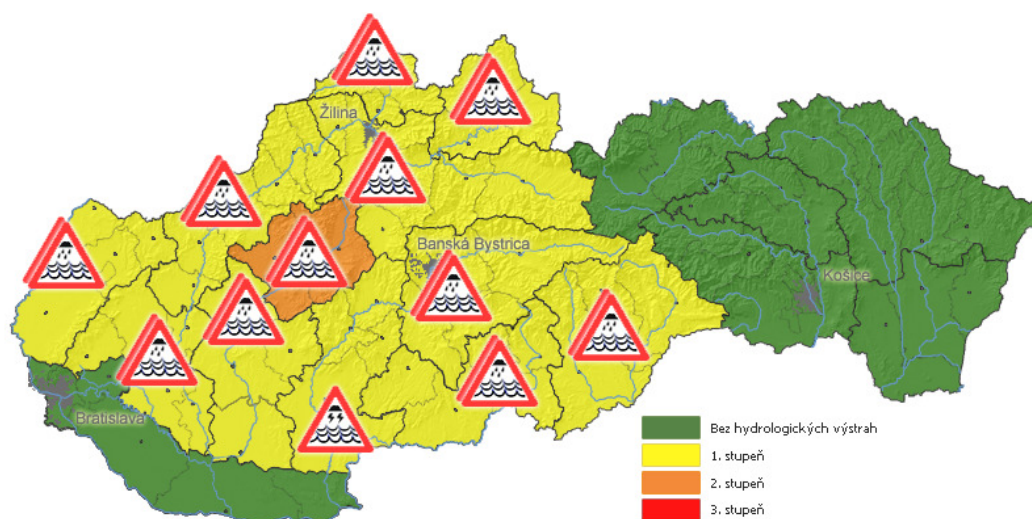 Žilina
Banská Bystrica
Košice
Bratislava
Bez hydrologických výstrah
1. stupeň
2. stupeň
3. stupeň